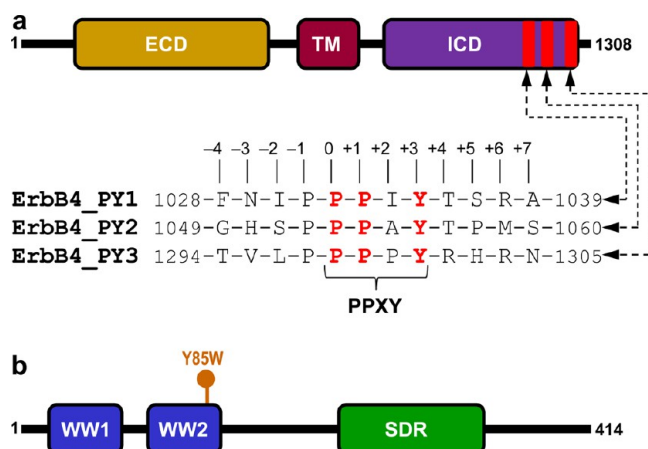 a
1 ECD TM ICD 1308
−4 −3 −2 −1 0 +1 +2 +3 +4 +5 +6 +7
ErbB4_PY1 1028-F-N-I-P-P-P-I-Y-T-S-R-A-1039
ErbB4_PY2 1049-G-H-S-P-P-P-A-Y-T-P-M-S-1060
ErbB4_PY3 1294-T-V-L-P-P-P-P-Y-R-H-R-N-1305
PPXY
b
Y85W
1 WW1 WW2 SDR 414